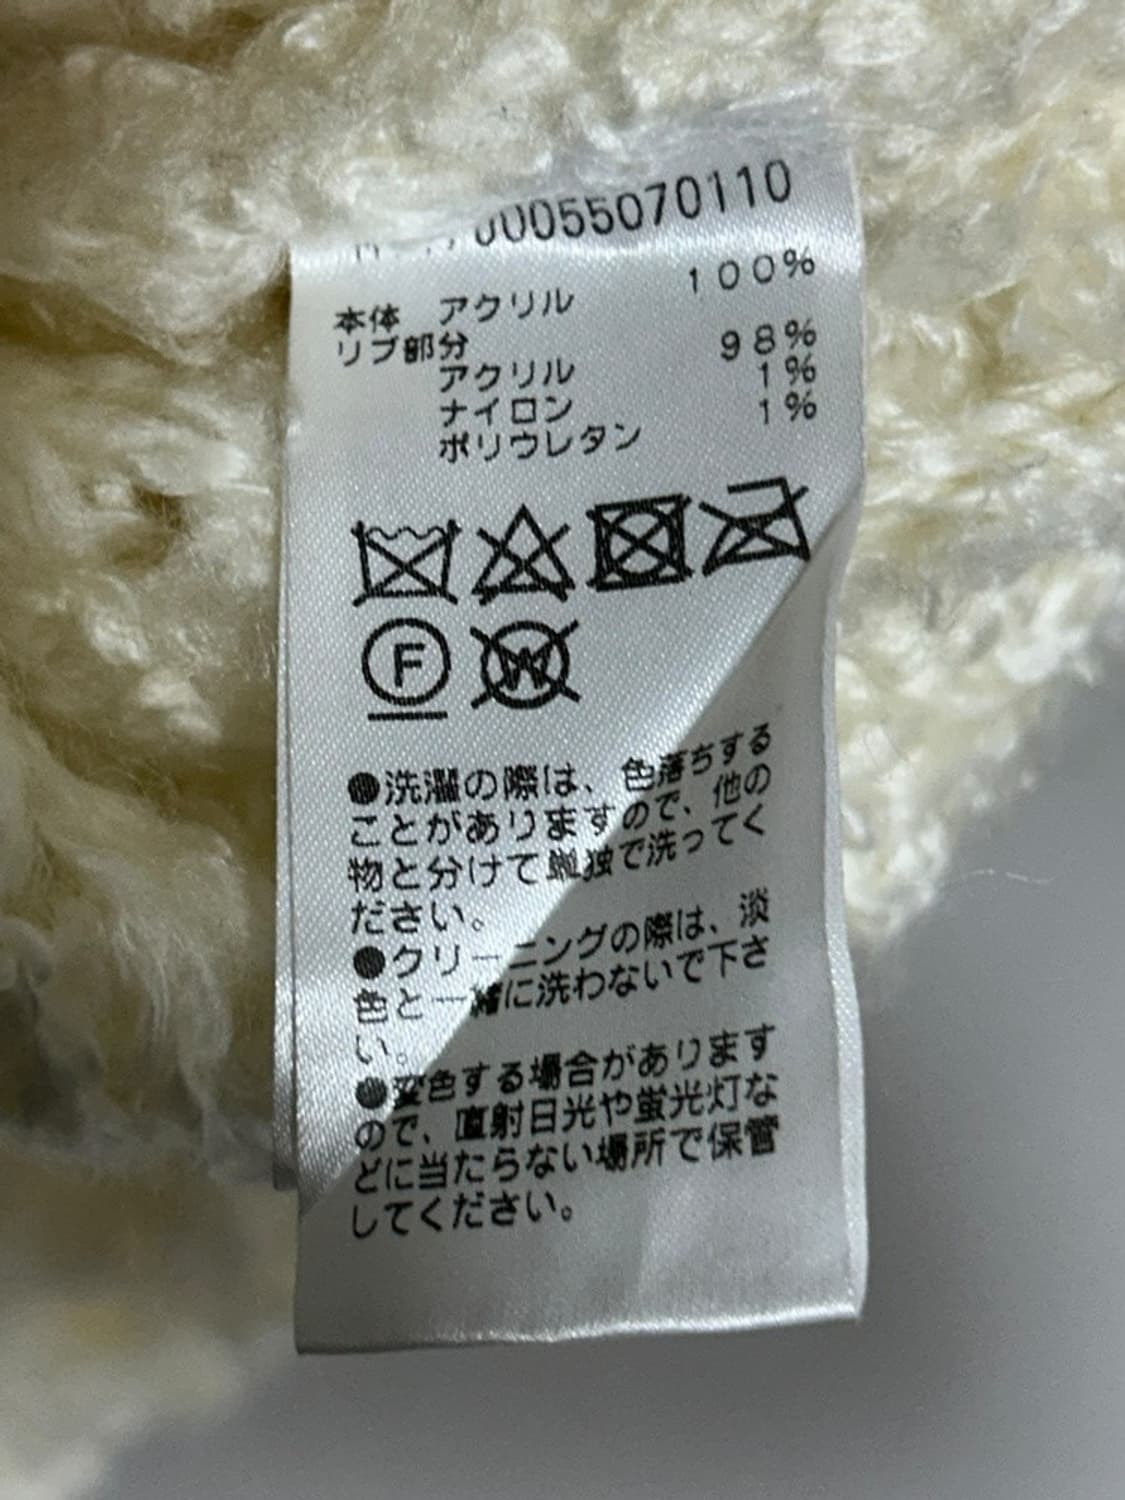 00055070110
本体 アクリル 100%
リブ部分
アクリル 98%
ナイロン 1%
ポリウレタン 1%
F W
●洗濯の際は、色落ちする
ことがありますので、他の
物と分けて単独で洗ってく
ださい。
●クリーニングの際は、淡
色と一緒に洗わないで下さ
い。
●変色する場合があります
ので、直射日光や蛍光灯な
どに当たらない場所で保管
してください。